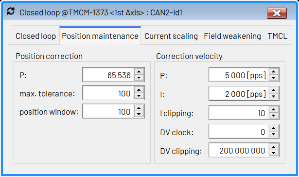 Closed loop @TMCM-1373 <1st Axis> : CAN2-Id1
Closed loop Position maintenance Current scaling Field weakening TMCL
Position correction
P: 65 536
max. tolerance: 100
position window: 100
Correction velocity
P: 5 000 [pps]
I: 2 000 [pps]
I clipping: 10
DV clock: 0
DV clipping: 200 000 000